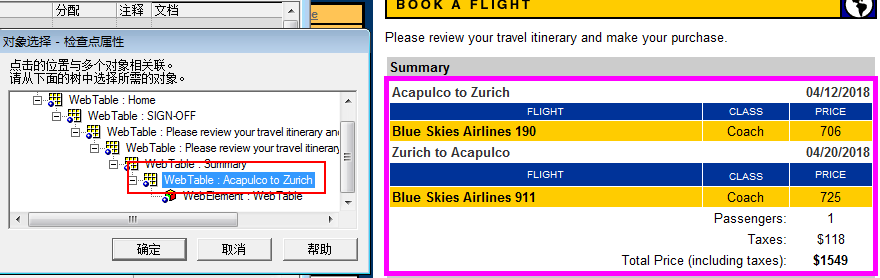 分配 注释 文档
对象选择 - 检查点属性
点击的位置与多个对象相关联。
请从下面的树中选择所需的对象。
WebTable : Home
WebTable : SIGN-OFF
WebTable : Please review your travel itinerary an
WebTable : Please review your travel itinerary
WebTable : Summary
WebTable : Acapulco to Zurich
WebElement : WebTable
确定 取消 帮助
BOOK A FLIGHT
Please review your travel itinerary and make your purchase.
Summary
Acapulco to Zurich 04/12/2018
FLIGHT CLASS PRICE
Blue Skies Airlines 190 Coach 706
Zurich to Acapulco 04/20/2018
FLIGHT CLASS PRICE
Blue Skies Airlines 911 Coach 725
Passengers: 1
Taxes: $118
Total Price (including taxes): $1549